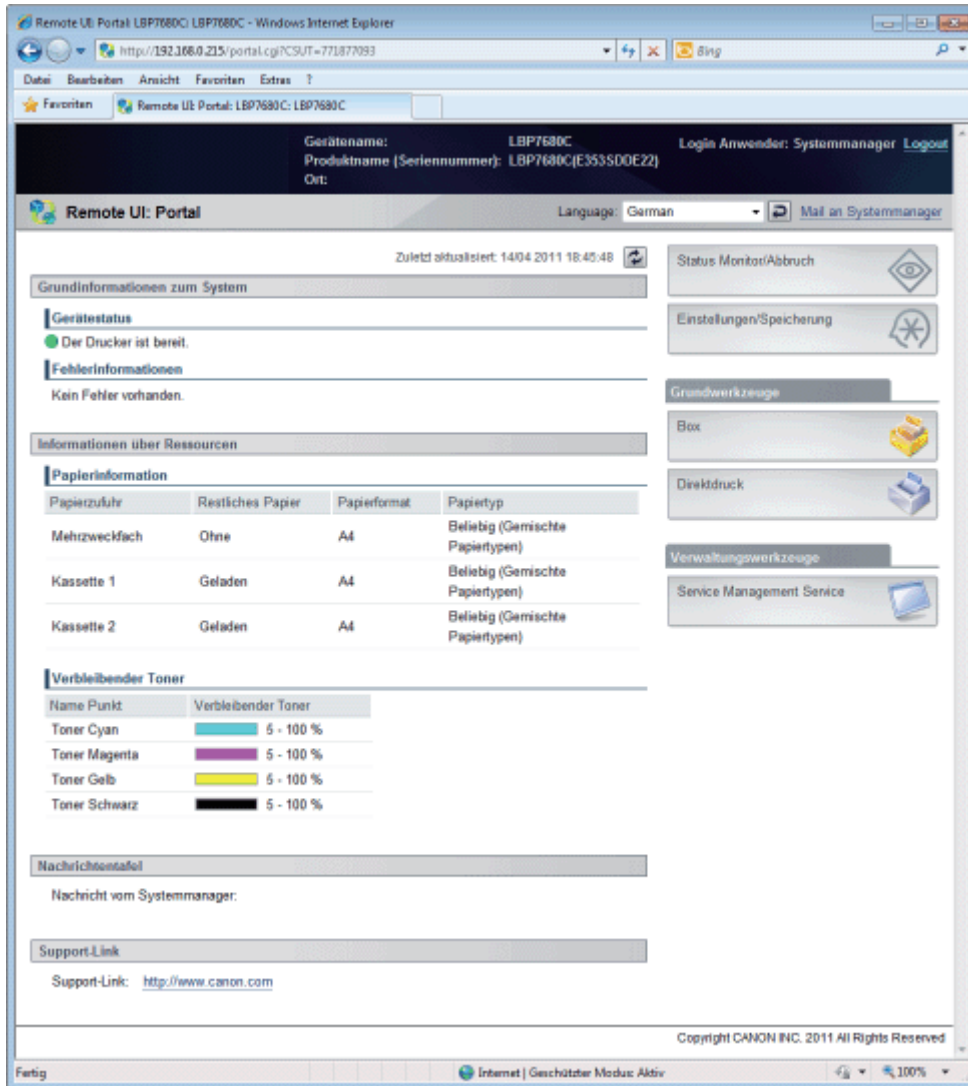 Remote UI: Portal: LBP7680C: LBP7680C - Windows Internet Explorer
http://192.168.0.215/portal.cgi?CSUT=771877093
Bing
Datei Bearbeiten Ansicht Favoriten Extras ?
Favoriten Remote UI: Portal: LBP7680C: LBP7680C
Gerätename: LBP7680C
Login Anwender: Systemmanager Logout
Produktname (Seriennummer): LBP7680C(E353SDOE22)
Ort:
Remote UI: Portal
Language: German Mail an Systemmanager
Zuletzt aktualisiert: 14/04 2011 18:45:48
Grundinformationen zum System
Gerätestatus
Der Drucker ist bereit.
Fehlerinformationen
Kein Fehler vorhanden.
Informationen über Ressourcen
Papierinformation
Papierzufuhr Restliches Papier Papierformat Papiertyp
Mehrzweckfach Ohne A4 Beliebig (Gemischte
Papiertypen)
Kassette 1 Geladen A4 Beliebig (Gemischte
Papiertypen)
Kassette 2 Geladen A4 Beliebig (Gemischte
Papiertypen)
Verbleibender Toner
Name Punkt Verbleibender Toner
Toner Cyan 5 - 100 %
Toner Magenta 5 - 100 %
Toner Gelb 5 - 100 %
Toner Schwarz 5 - 100 %
Nachrichtentafel
Nachricht vom Systemmanager:
Support-Link
Support-Link: http://www.canon.com
Status Monitor/Abbruch
Einstellungen/Speicherung
Grundwerkzeuge
Box
Direktdruck
Verwaltungswerkzeuge
Service Management Service
Copyright CANON INC. 2011 All Rights Reserved
Fertig Internet | Geschützter Modus: Aktiv 100%